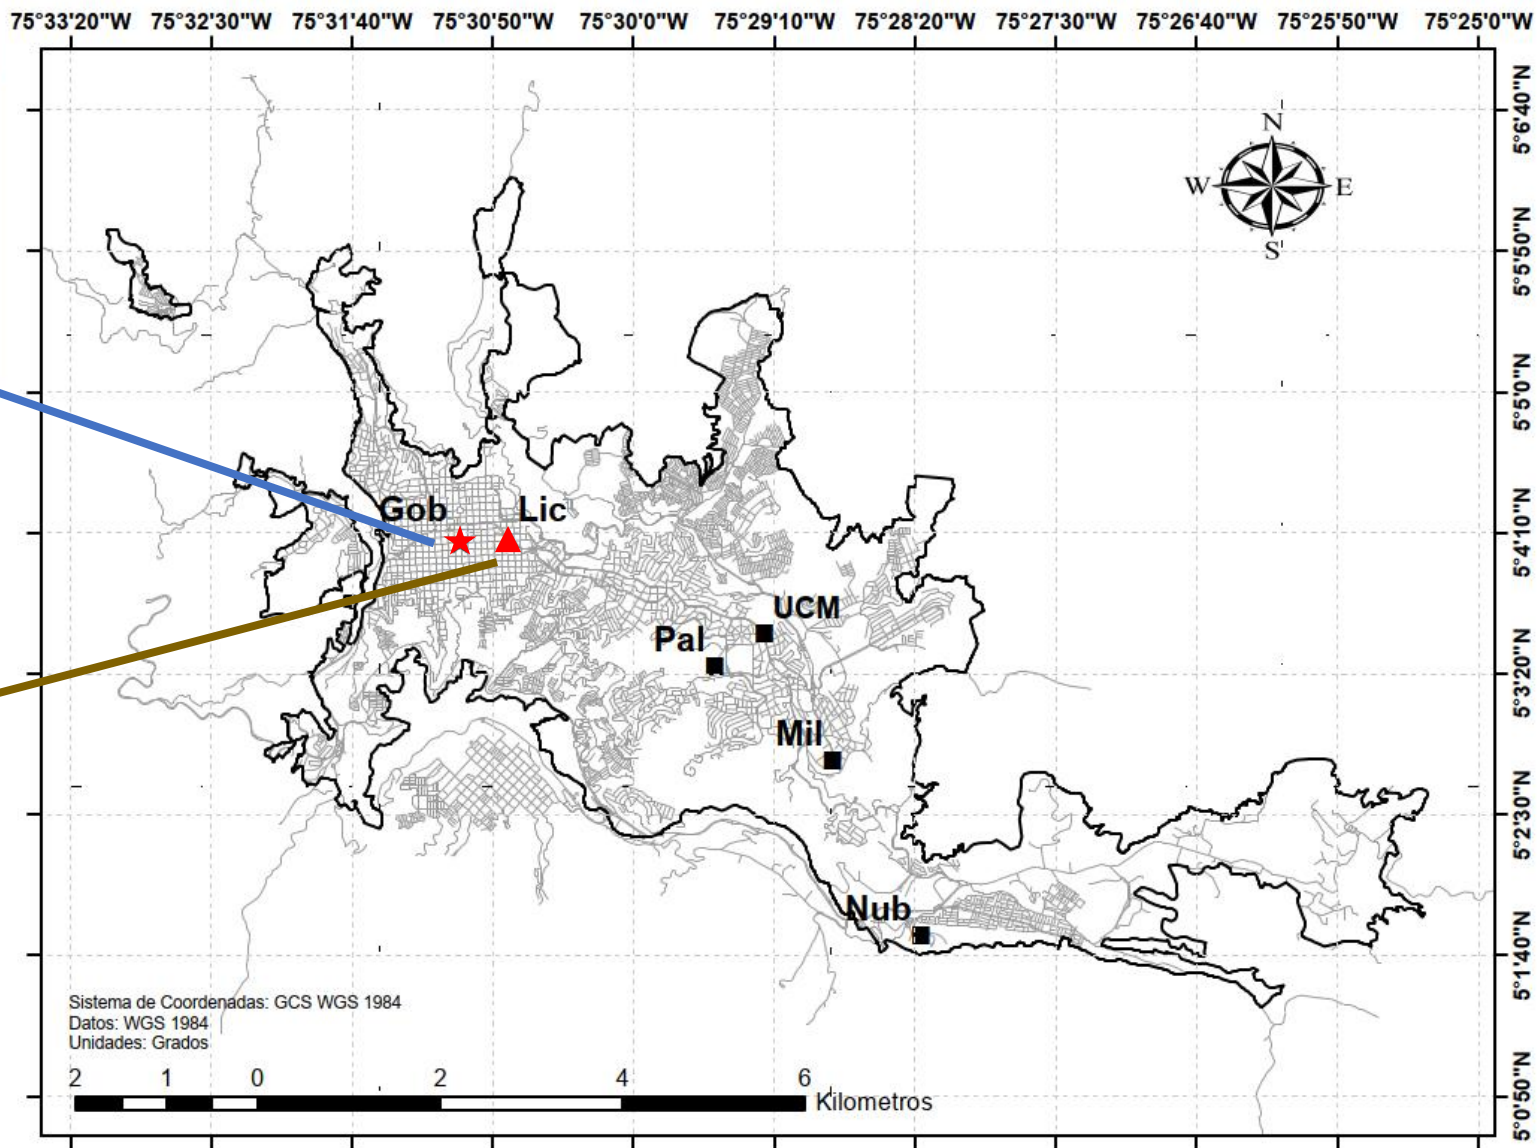 75°33'20"W 75°32'30"W 75°31'40"W 75°30'50"W 75°30'0"W 75°29'10"W 75°28'20"W 75°27'30"W 75°26'40"W 75°25'50"W 75°25'0"W
5°6'40"N
N
W E
S
5°5'50"N
5°5'0"N
Gob Lic
5°4'10"N
UCM
Pal
5°3'20"N
Mil
5°2'30"N
Nub
5°1'40"N
Sistema de Coordenadas: GCS WGS 1984
Datos: WGS 1984
Unidades: Grados
2 1 0 2 4 6
Kilometros
5°0'50"N